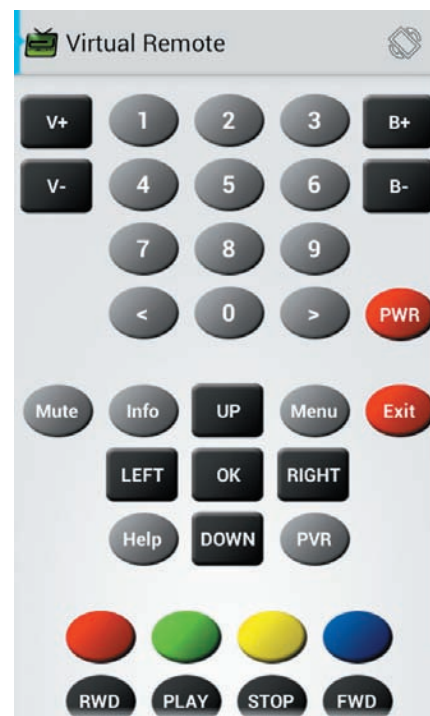 Virtual Remote
V+ 1 2 3 B+
V- 4 5 6 B-
7 8 9
< 0 > PWR
Mute Info UP Menu Exit
LEFT OK RIGHT
Help DOWN PVR
RWD PLAY STOP FWD